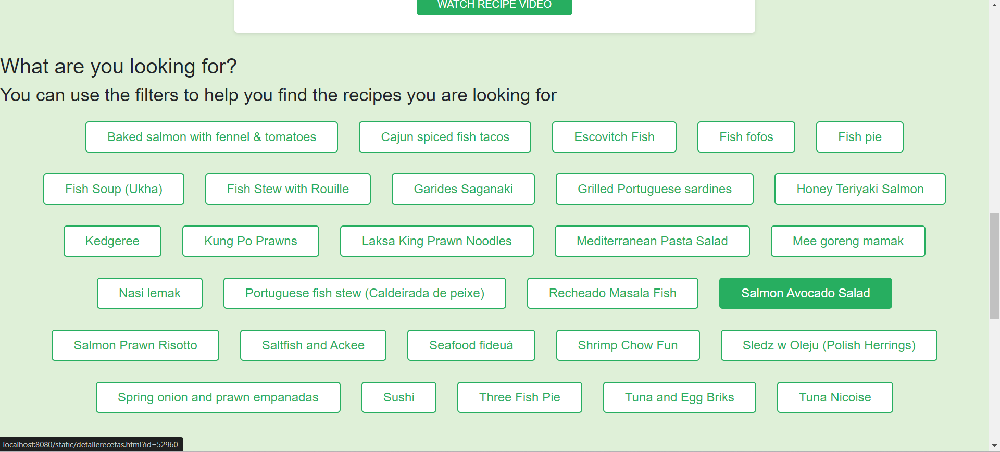 WATCH RECIPE VIDEO
What are you looking for?
You can use the filters to help you find the recipes you are looking for
Baked salmon with fennel & tomatoes Cajun spiced fish tacos Escovitch Fish Fish fofos Fish pie
Fish Soup (Ukha) Fish Stew with Rouille Garides Saganaki Grilled Portuguese sardines Honey Teriyaki Salmon
Kedgeree Kung Po Prawns Laksa King Prawn Noodles Mediterranean Pasta Salad Mee goreng mamak
Nasi lemak Portuguese fish stew (Caldeirada de peixe) Recheado Masala Fish Salmon Avocado Salad
Salmon Prawn Risotto Saltfish and Ackee Seafood fideuà Shrimp Chow Fun Sledz w Oleju (Polish Herrings)
Spring onion and prawn empanadas Sushi Three Fish Pie Tuna and Egg Briks Tuna Nicoise
localhost:8080/static/detallerecetas.html?id=52960